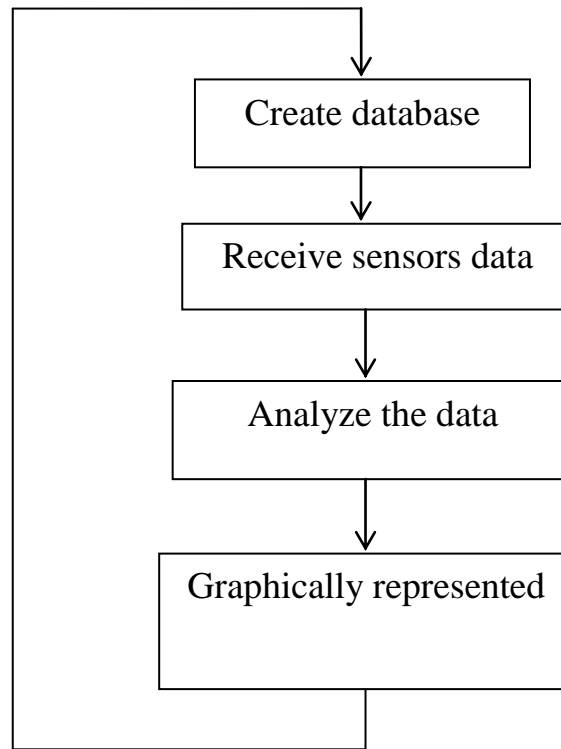 Create database
Receive sensors data
Analyze the data
Graphically represented